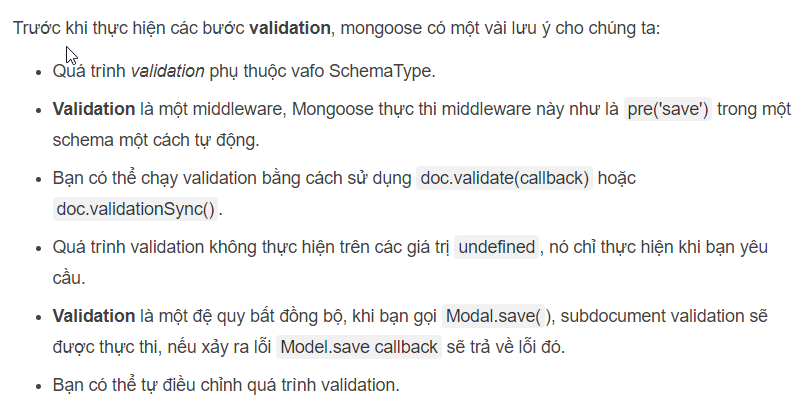 Trước khi thực hiện các bước validation, mongoose có một vài lưu ý cho chúng ta:
• Quá trình validation phụ thuộc vafo SchemaType.
• Validation là một middleware, Mongoose thực thi middleware này như là pre('save') trong một
schema một cách tự động.
• Bạn có thể chạy validation bằng cách sử dụng doc.validate(callback) hoặc
doc.validationSync().
• Quá trình validation không thực hiện trên các giá trị undefined, nó chỉ thực hiện khi bạn yêu
cầu.
• Validation là một đệ quy bất đồng bộ, khi bạn gọi Modal.save( ), subdocument validation sẽ
được thực thi, nếu xảy ra lỗi Model.save callback sẽ trả về lỗi đó.
• Bạn có thể tự điều chỉnh quá trình validation.